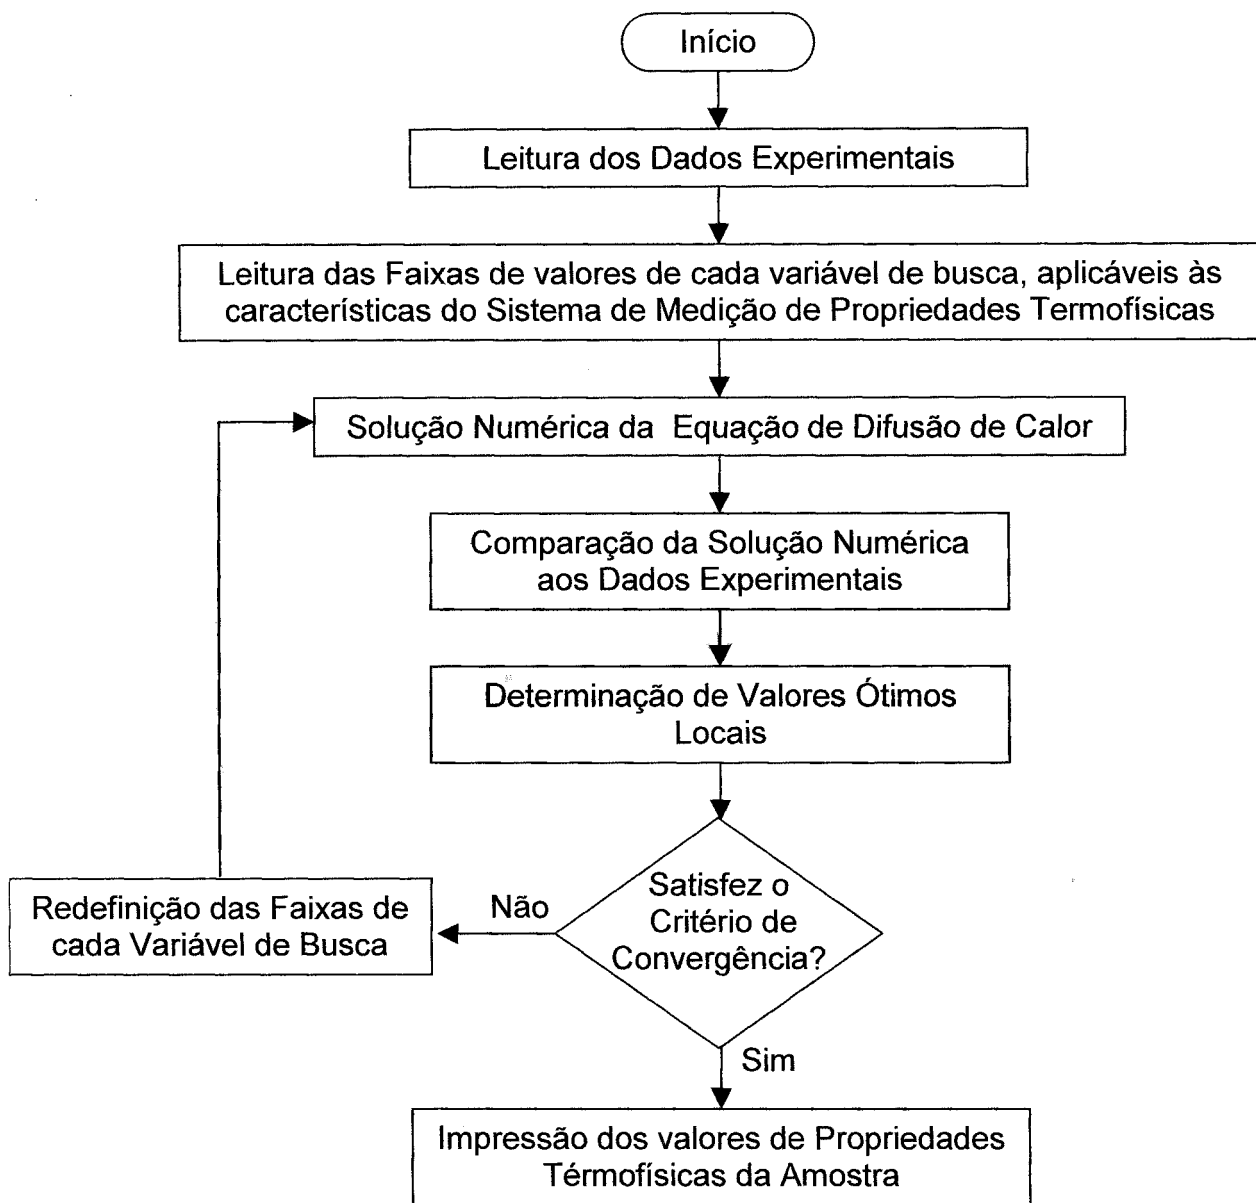 Início
Leitura dos Dados Experimentais
Leitura das Faixas de valores de cada variável de busca, aplicáveis às
características do Sistema de Medição de Propriedades Termofísicas
Solução Numérica da Equação de Difusão de Calor
Comparação da Solução Numérica
aos Dados Experimentais
Determinação de Valores Ótimos
Locais
Satisfez o
Critério de
Convergência?
Não
Redefinição das Faixas de
cada Variável de Busca
Sim
Impressão dos valores de Propriedades
Térmofísicas da Amostra